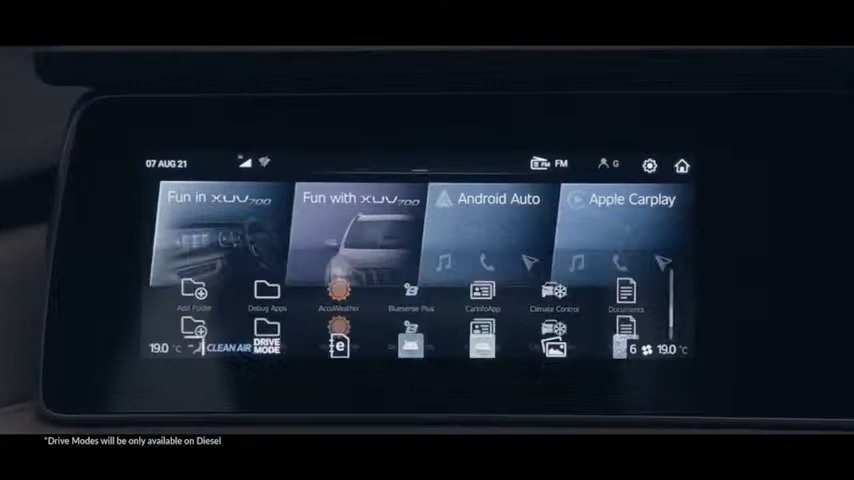 07 AUG 21 FM FM G
Fun in XUV700 Fun with XUV700 Android Auto Apple Carplay
Add Folder Debug Apps AccuWeather Bluesense Plus CarInfoApp Climate Control Documents
19.0 °C CLEAN AIR DRIVE MODE e 6 19.0 °C
*Drive Modes will be only available on Diesel